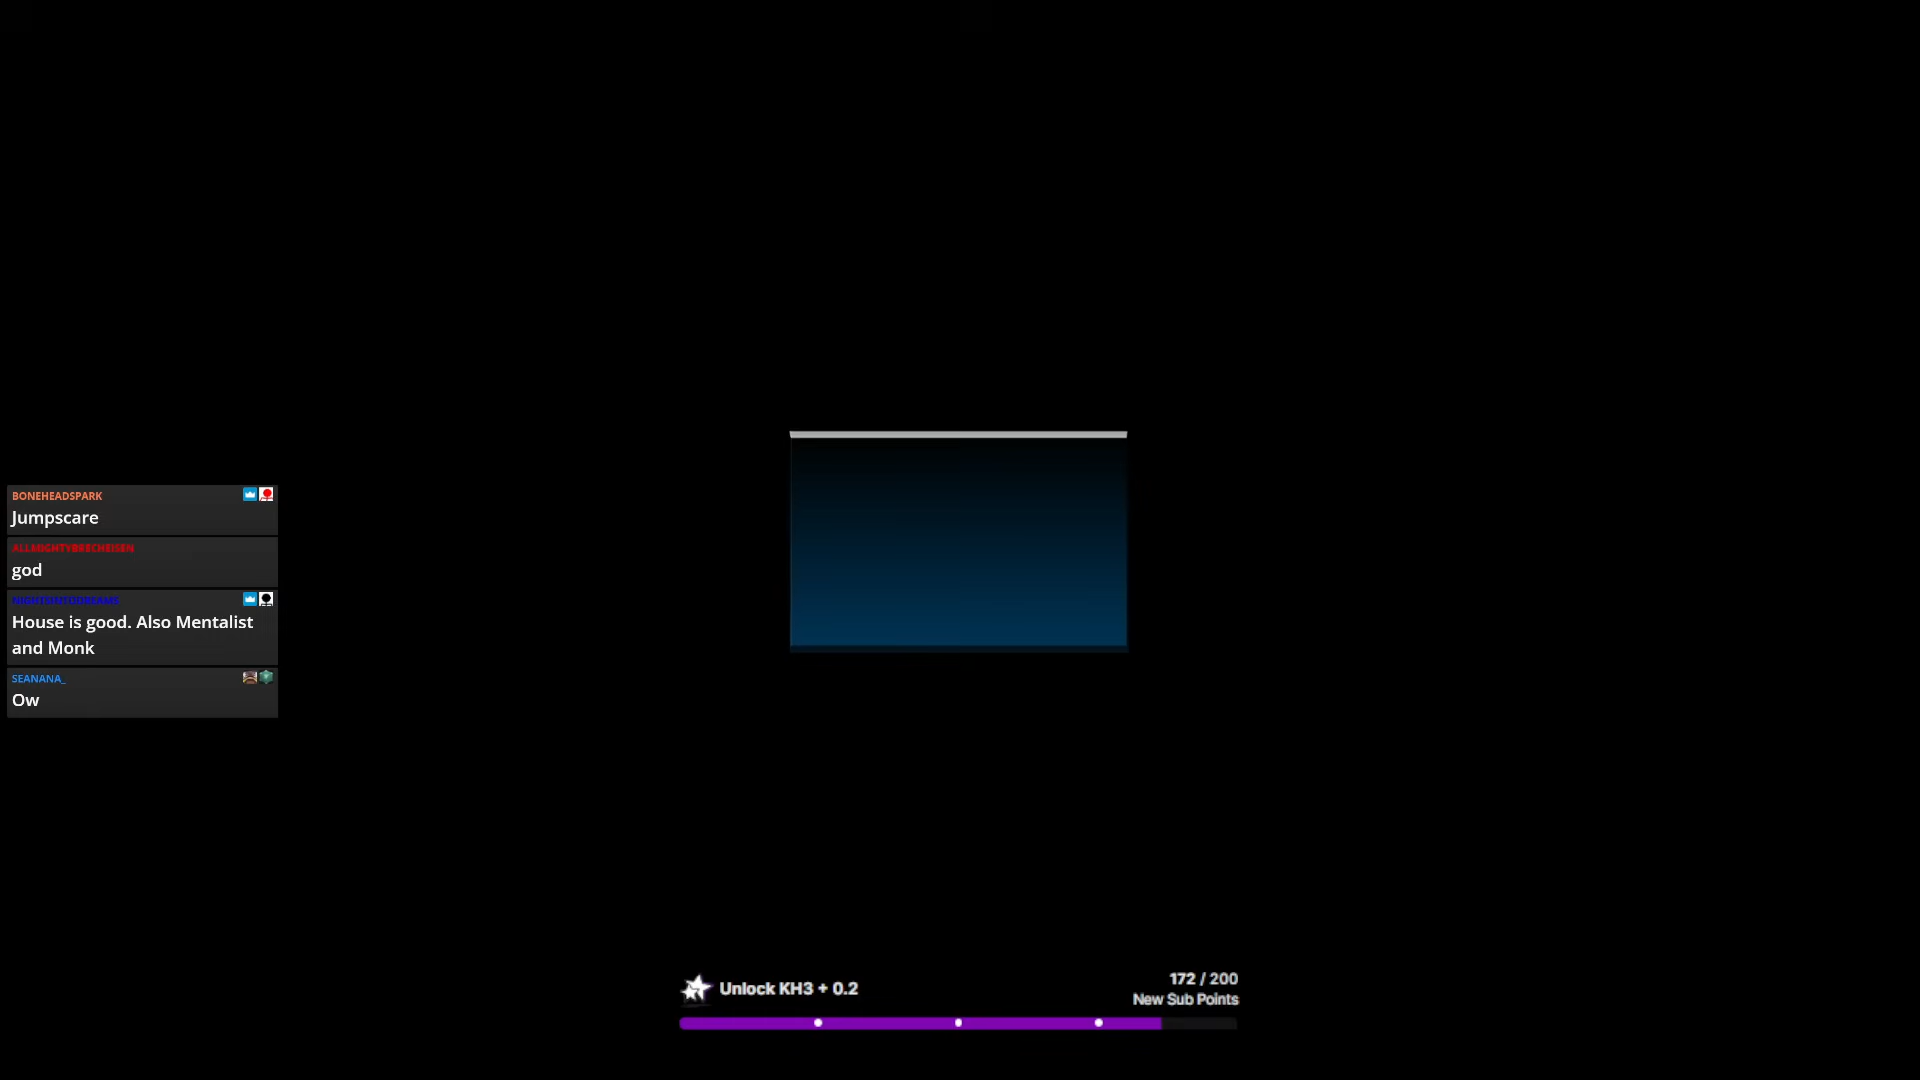 BONEHEADSPARK
Jumpscare
ALLMIGHTYBRECHEISEN
god
House is good. Also Mentalist
and Monk
SEANANA_
Ow
Unlock KH3 + 0.2
172 / 200
New Sub Points